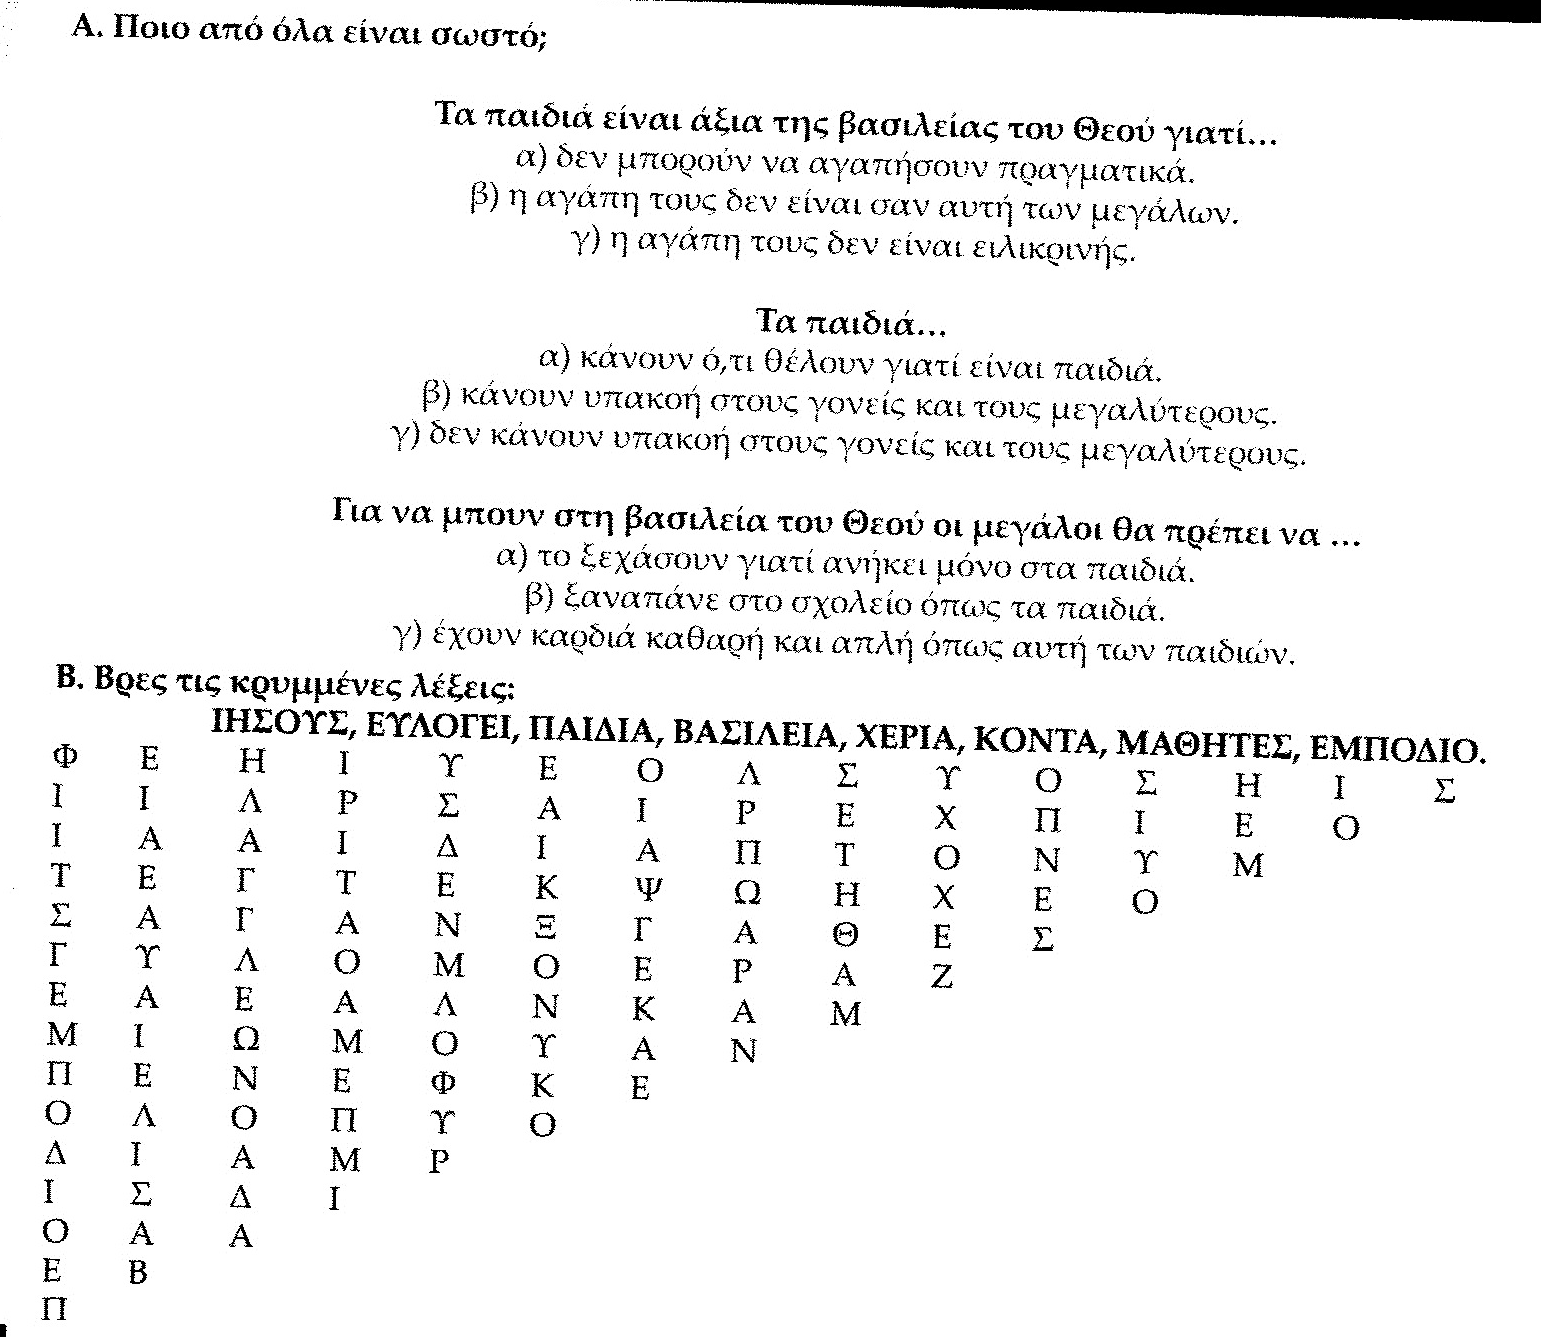 Α. Ποιο από όλα είναι σωστό;
Τα παιδιά είναι άξια της βασιλείας του Θεού γιατί...
α) δεν μπορούν να αγαπήσουν πραγματικά.
β) η αγάπη τους δεν είναι σαν αυτή των μεγάλων.
γ) η αγάπη τους δεν είναι ειλικρινής.
Τα παιδιά...
α) κάνουν ό,τι θέλουν γιατί είναι παιδιά.
β) κάνουν υπακοή στους γονείς και τους μεγαλύτερους.
γ) δεν κάνουν υπακοή στους γονείς και τους μεγαλύτερους.
Για να μπουν στη βασιλεία του Θεού οι μεγάλοι θα πρέπει να ...
α) το ξεχάσουν γιατί ανήκει μόνο στα παιδιά.
β) ξαναπάνε στο σχολείο όπως τα παιδιά.
γ) έχουν καρδιά καθαρή και απλή όπως αυτή των παιδιών.
Β. Βρες τις κρυμμένες λέξεις:
ΙΗΣΟΥΣ, ΕΥΛΟΓΕΙ, ΠΑΙΔΙΑ, ΒΑΣΙΛΕΙΑ, ΧΕΡΙΑ, ΚΟΝΤΑ, ΜΑΘΗΤΕΣ, ΕΜΠΟΔΙΟ.
Φ Ε Η Ι Υ Ε Ο Λ Σ Υ Ο Σ Η Ι Σ
Ι Ι Λ Ρ Σ Α Ι Ρ Ε Χ Π Ι Ε Ο
Ι Α Α Ι Δ Ι Α Π Τ Ο Ν Υ Μ
Τ Ε Γ Τ Ε Κ Ψ Ω Η Χ Ε Ο
Σ Α Γ Α Ν Ξ Γ Α Θ Ε Σ
Γ Υ Λ Ο Μ Ο Ε Ρ Α Ζ
Ε Α Ε Α Λ Ν Κ Α Μ
Μ Ι Ω Μ Ο Υ Α Ν
Π Ε Ν Ε Φ Κ Ε
Ο Λ Ο Π Υ Ο
Δ Ι Α Μ Ρ
Ι Σ Δ Ι
Ο Α Α
Ε Β
Π